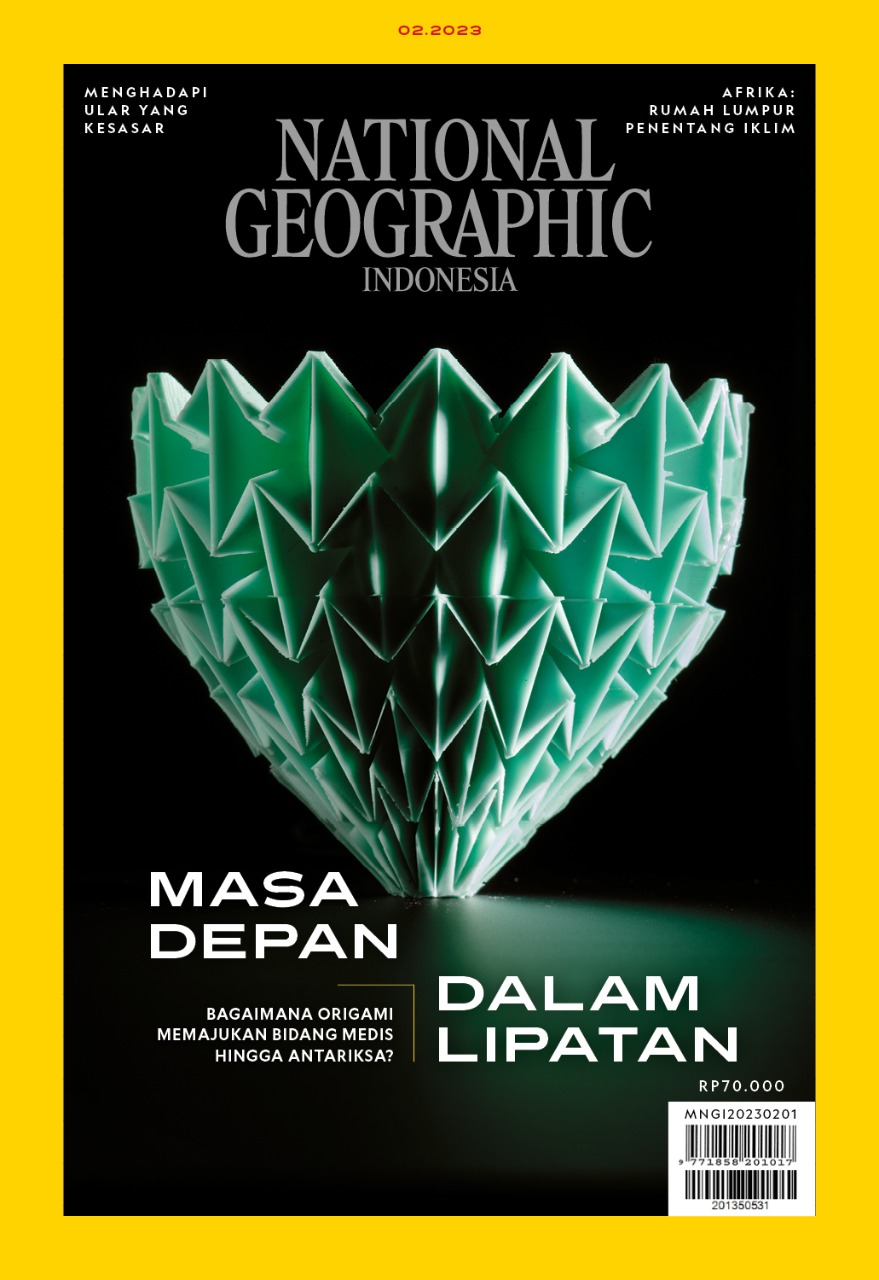 02.2023
MENGHADAPI
ULAR YANG
KESASAR
AFRIKA:
RUMAH LUMPUR
PENENTANG IKLIM
NATIONAL
GEOGRAPHIC
INDONESIA
MASA
DEPAN
DALAM
LIPATAN
BAGAIMANA ORIGAMI
MEMAJUKAN BIDANG MEDIS
HINGGA ANTARIKSA?
RP70.000
MNGI20230201
9 771858 201017
201350531